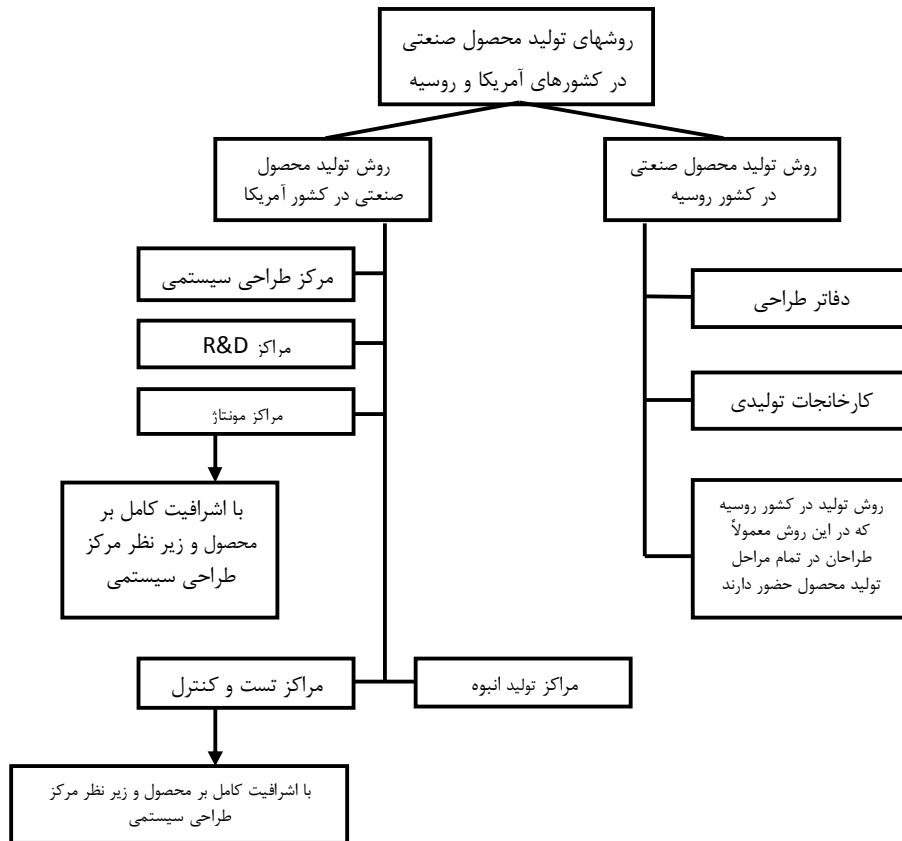 روشهای تولید محصول صنعتی
در کشورهای آمریکا و روسیه
روش تولید محصول صنعتی
در کشور روسیه
روش تولید محصول
صنعتی در کشور آمریکا
دفاتر طراحی
کارخانجات تولیدی
روش تولید در کشور روسیه
که در این روش معمولاً
طراحان در تمام مراحل
تولید محصول حضور دارند
مرکز طراحی سیستمی
مراکز R&D
مراکز مونتاژ
با اشرافیت کامل بر
محصول و زیر نظر مرکز
طراحی سیستمی
مراکز تولید انبوه
مراکز تست و کنترل
با اشرافیت کامل بر محصول و زیر نظر مرکز
طراحی سیستمی